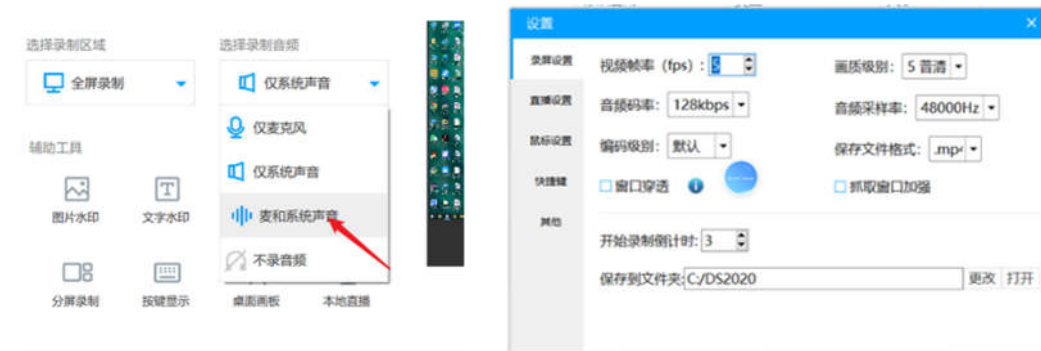 选择录制区域
选择录制音频
全屏录制
仅系统声音
仅麦克风
仅系统声音
麦和系统声音
不录音频
辅助工具
图片水印
文字水印
分屏录制
按键显示
桌面画板
本地直播
设置
录屏设置
直播设置
鼠标设置
快捷键
其他
视频帧率（fps）: 5
画质级别: 5 普清
音频码率: 128kbps
音频采样率: 48000Hz
编码级别: 默认
保存文件格式: .mp
窗口穿透
抓取窗口加强
开始录制倒计时: 3
保存到文件夹:C:/DS2020
更改 打开